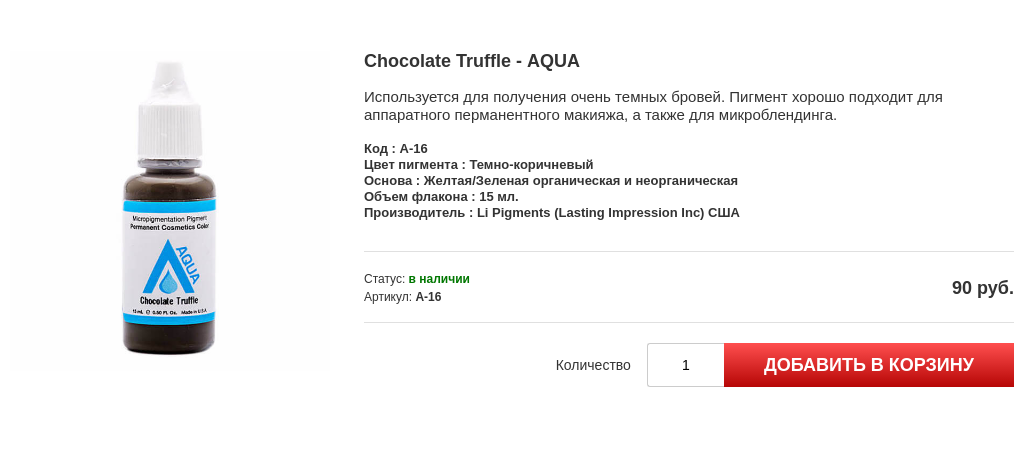 Chocolate Truffle - AQUA
Используется для получения очень темных бровей. Пигмент хорошо подходит для
аппаратного перманентного макияжа, а также для микроблендинга.
Код : A-16
Цвет пигмента : Темно-коричневый
Основа : Желтая/Зеленая органическая и неорганическая
Объем флакона : 15 мл.
Производитель : Li Pigments (Lasting Impression Inc) США
Micropigmentation Pigment
Permanent Cosmetics Color
AQUA
Chocolate Truffle
15 mL ℮ 0.50 Fl. Oz. Made in U.S.A
Статус: в наличии
Артикул: A-16
90 руб.
Количество 1 ДОБАВИТЬ В КОРЗИНУ